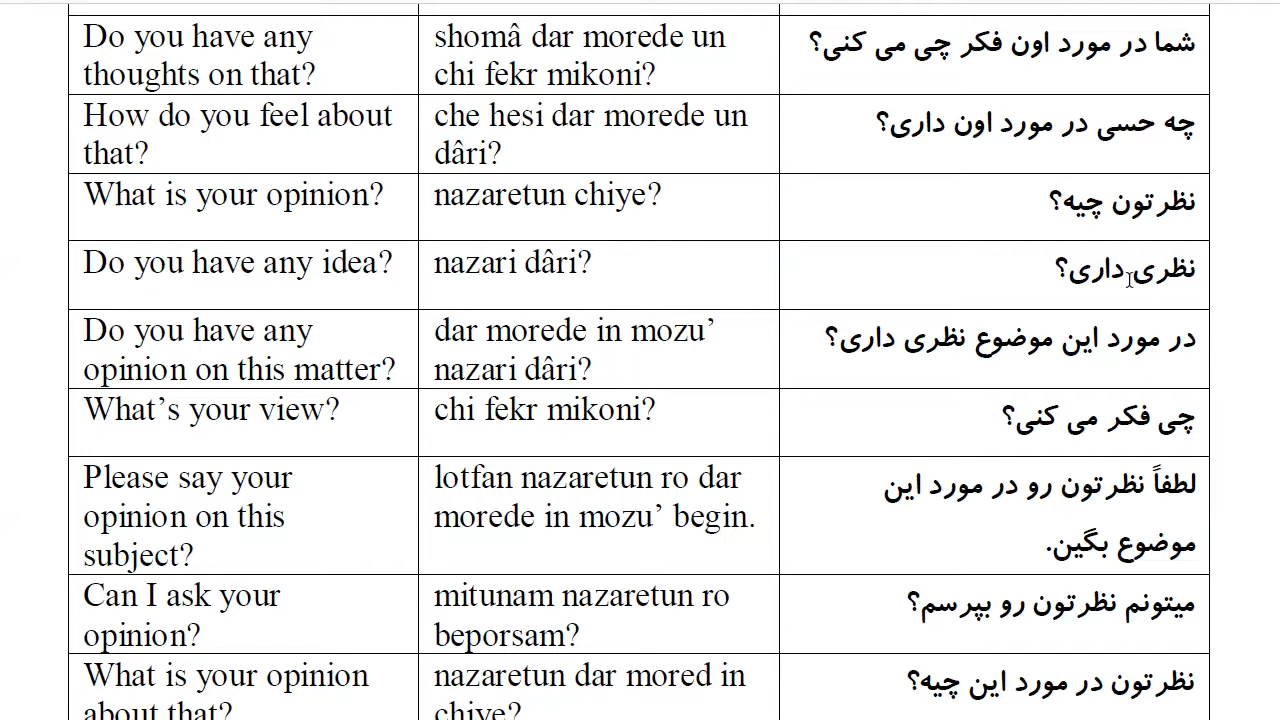 Do you have any
thoughts on that?
shomâ dar morede un
chi fekr mikoni?
شما در مورد اون فکر چی می کنی؟
How do you feel about
that?
che hesi dar morede un
dâri?
چه حسی در مورد اون داری؟
What is your opinion?
nazaretun chiye?
نظرتون چیه؟
Do you have any idea?
nazari dâri?
نظری داری؟
Do you have any
opinion on this matter?
dar morede in mozu’
nazari dâri?
در مورد این موضوع نظری داری؟
What’s your view?
chi fekr mikoni?
چی فکر می کنی؟
Please say your
opinion on this
subject?
lotfan nazaretun ro dar
morede in mozu’ begin.
لطفاً نظرتون رو در مورد این
موضوع بگین.
Can I ask your
opinion?
mitunam nazaretun ro
beporsam?
میتونم نظرتون رو بپرسم؟
What is your opinion
about that?
nazaretun dar mored in
chiye?
نظرتون در مورد این چیه؟